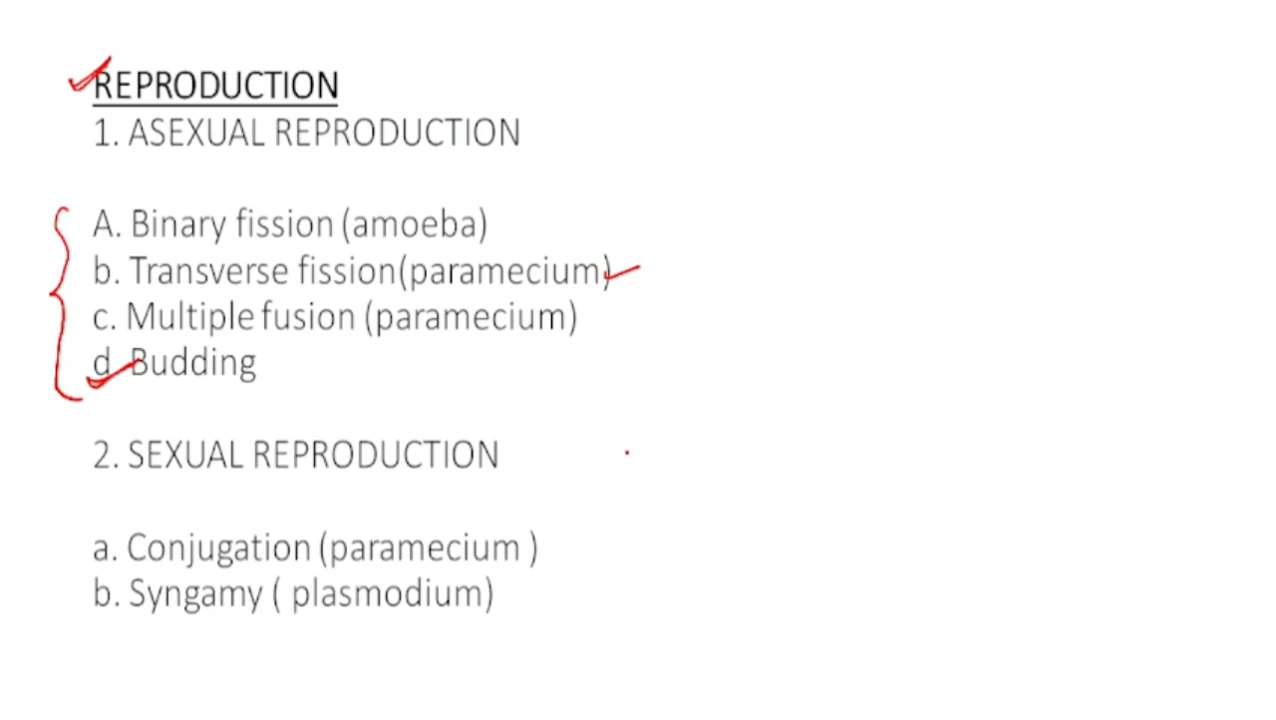 REPRODUCTION
1. ASEXUAL REPRODUCTION
A. Binary fission (amoeba)
b. Transverse fission(paramecium)
c. Multiple fusion (paramecium)
d. Budding
2. SEXUAL REPRODUCTION
a. Conjugation (paramecium )
b. Syngamy ( plasmodium)